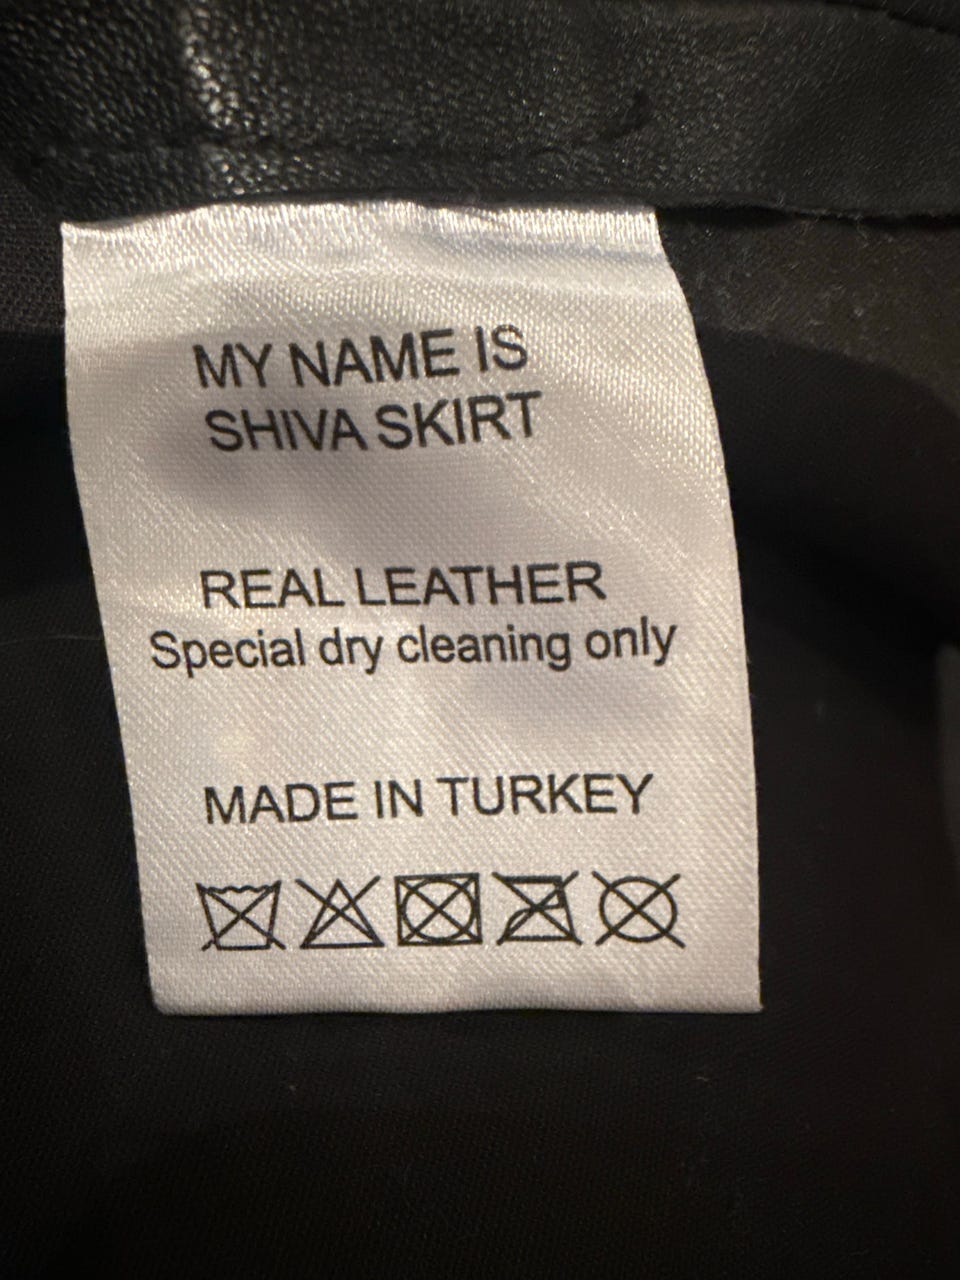 MY NAME IS
SHIVA SKIRT
REAL LEATHER
Special dry cleaning only
MADE IN TURKEY